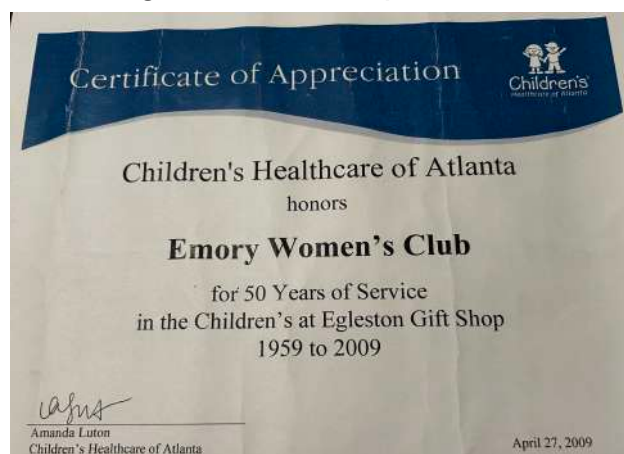 Certificate of Appreciation
Children's
Healthcare of Atlanta
Children's Healthcare of Atlanta
honors
Emory Women's Club
for 50 Years of Service
in the Children's at Egleston Gift Shop
1959 to 2009
Amanda Luton
Children's Healthcare of Atlanta
April 27, 2009